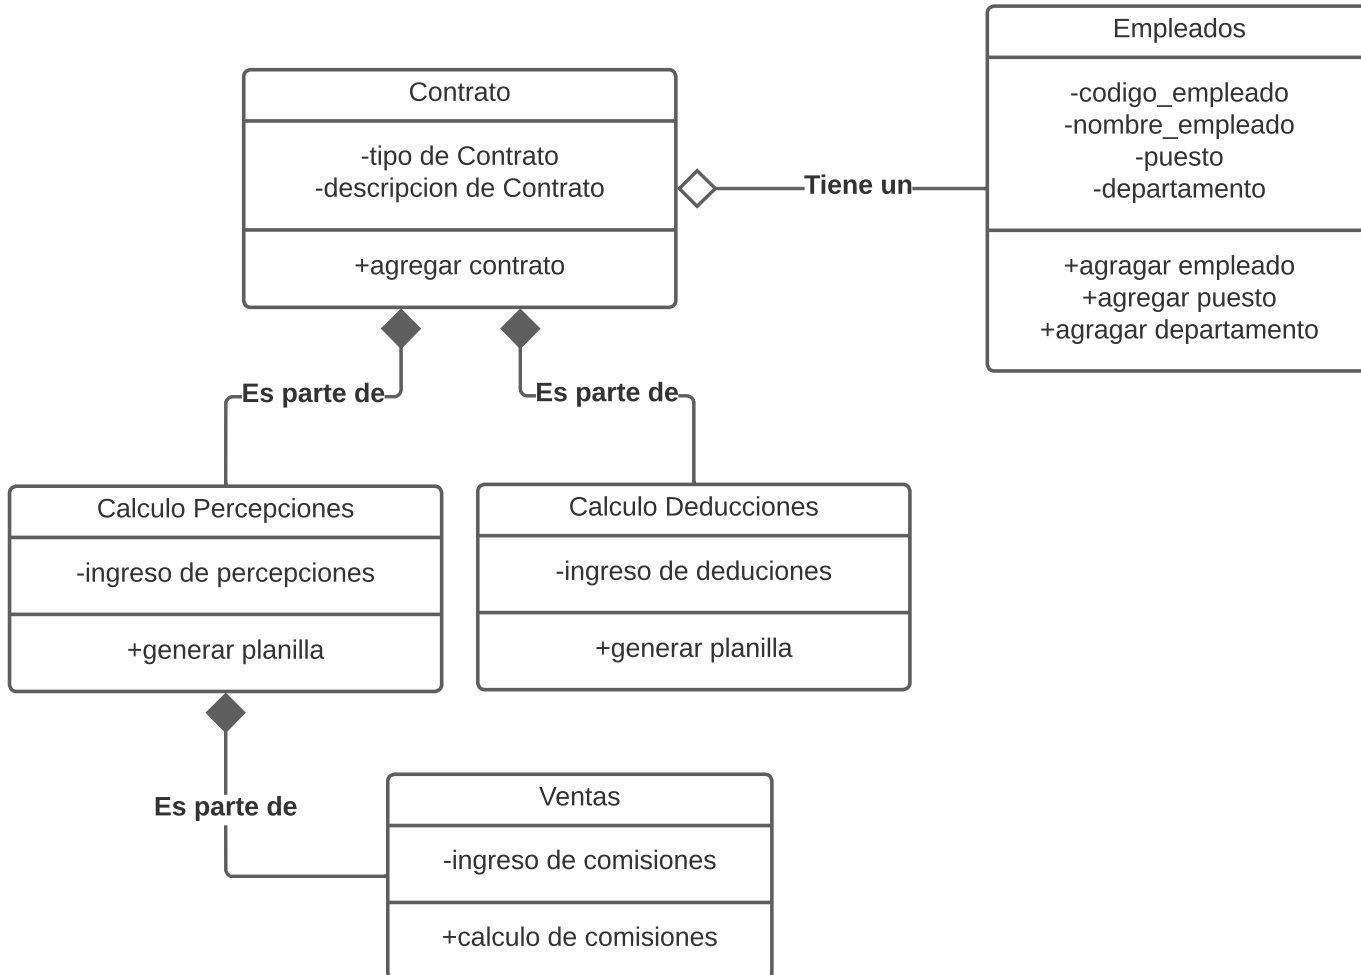 Empleados
-codigo_empleado
-nombre_empleado
-puesto
-departamento
+agragar empleado
+agregar puesto
+agragar departamento
Contrato
-tipo de Contrato
-descripcion de Contrato
+agregar contrato
Tiene un
Es parte de
Es parte de
Calculo Percepciones
-ingreso de percepciones
+generar planilla
Calculo Deducciones
-ingreso de deduciones
+generar planilla
Es parte de
Ventas
-ingreso de comisiones
+calculo de comisiones